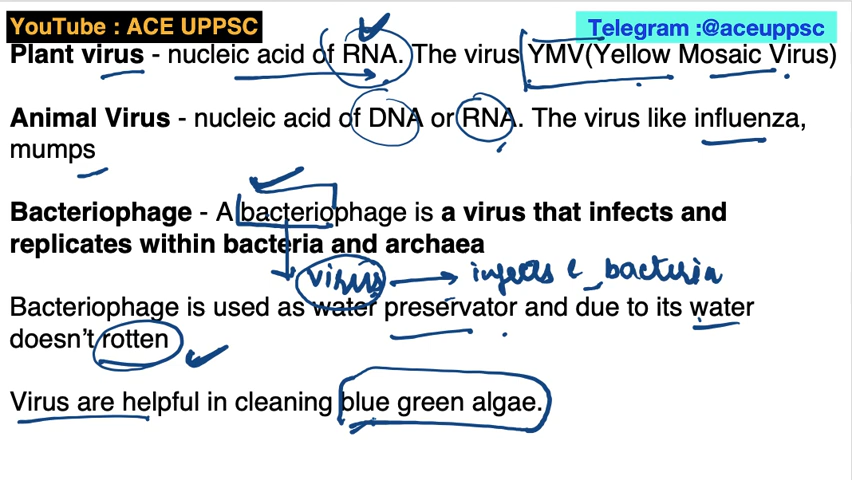 YouTube : ACE UPPSC
Telegram :@aceuppsc
Plant virus - nucleic acid of RNA. The virus YMV(Yellow Mosaic Virus)
Animal Virus - nucleic acid of DNA or RNA. The virus like influenza,
mumps
Bacteriophage - A bacteriophage is a virus that infects and
replicates within bacteria and archaea
virus → infects bacteria
Bacteriophage is used as water preservator and due to its water
doesn't rotten
Virus are helpful in cleaning blue green algae.